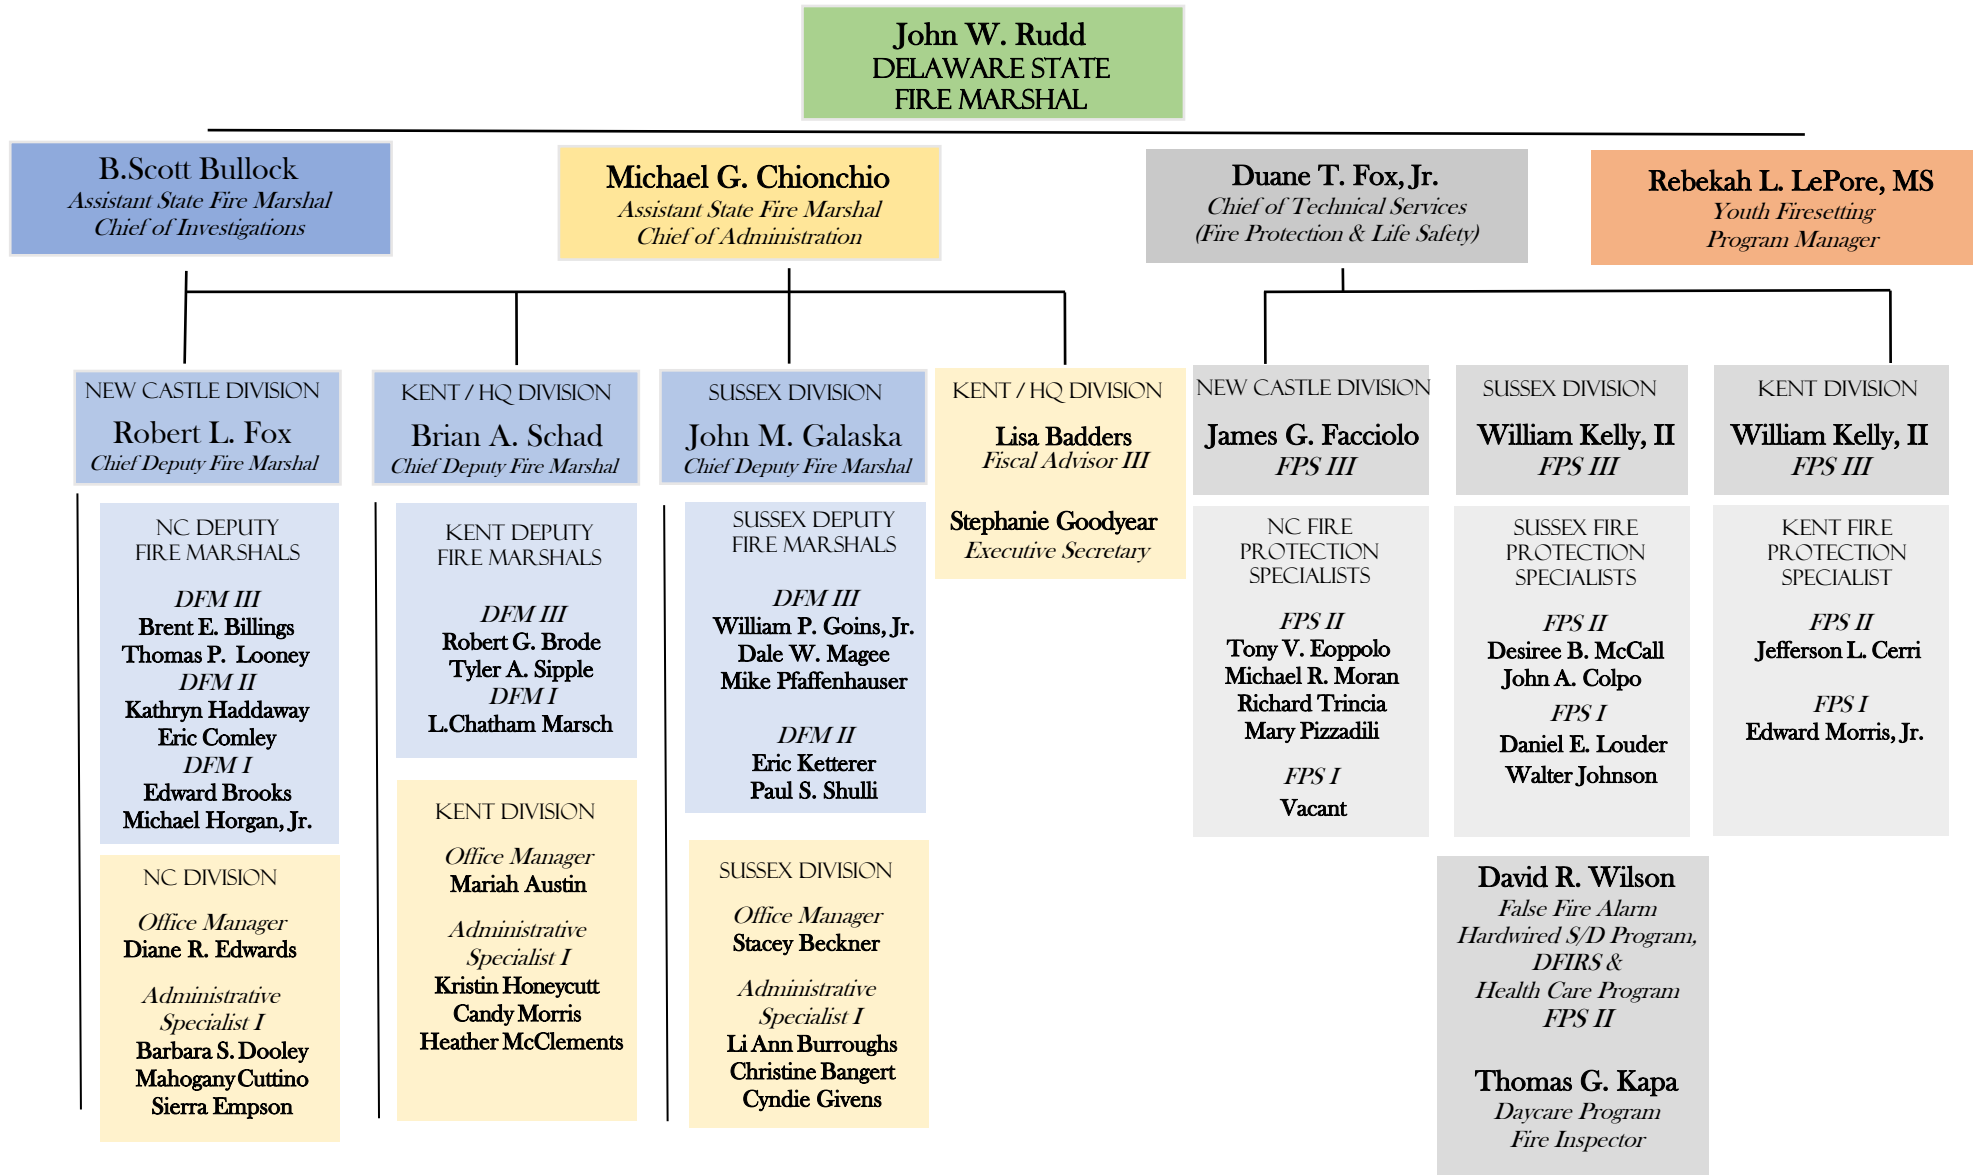 John W. Rudd
DELAWARE STATE
FIRE MARSHAL
B.Scott Bullock
Assistant State Fire Marshal
Chief of Investigations
Michael G. Chionchio
Assistant State Fire Marshal
Chief of Administration
Duane T. Fox, Jr.
Chief of Technical Services
(Fire Protection & Life Safety)
Rebekah L. LePore, MS
Youth Firesetting
Program Manager
NEW CASTLE DIVISION
Robert L. Fox
Chief Deputy Fire Marshal
NC DEPUTY
FIRE MARSHALS
DFM III
Brent E. Billings
Thomas P. Looney
DFM II
Kathryn Haddaway
Eric Comley
DFM I
Edward Brooks
Michael Horgan, Jr.
NC DIVISION
Office Manager
Diane R. Edwards
Administrative
Specialist I
Barbara S. Dooley
Mahogany Cuttino
Sierra Empson
KENT / HQ DIVISION
Brian A. Schad
Chief Deputy Fire Marshal
KENT DEPUTY
FIRE MARSHALS
DFM III
Robert G. Brode
Tyler A. Sipple
DFM I
L.Chatham Marsch
KENT DIVISION
Office Manager
Mariah Austin
Administrative
Specialist I
Kristin Honeycutt
Candy Morris
Heather McClements
SUSSEX DIVISION
John M. Galaska
Chief Deputy Fire Marshal
SUSSEX DEPUTY
FIRE MARSHALS
DFM III
William P. Goins, Jr.
Dale W. Magee
Mike Pfaffenhauser
DFM II
Eric Ketterer
Paul S. Shulli
SUSSEX DIVISION
Office Manager
Stacey Beckner
Administrative
Specialist I
Li Ann Burroughs
Christine Bangert
Cyndie Givens
KENT / HQ DIVISION
Lisa Badders
Fiscal Advisor III
Stephanie Goodyear
Executive Secretary
NEW CASTLE DIVISION
James G. Facciolo
FPS III
NC FIRE
PROTECTION
SPECIALISTS
FPS II
Tony V. Eoppolo
Michael R. Moran
Richard Trincia
Mary Pizzadili
FPS I
Vacant
SUSSEX DIVISION
William Kelly, II
FPS III
SUSSEX FIRE
PROTECTION
SPECIALISTS
FPS II
Desiree B. McCall
John A. Colpo
FPS I
Daniel E. Louder
Walter Johnson
KENT DIVISION
William Kelly, II
FPS III
KENT FIRE
PROTECTION
SPECIALIST
FPS II
Jefferson L. Cerri
FPS I
Edward Morris, Jr.
David R. Wilson
False Fire Alarm
Hardwired S/D Program,
DFIRS &
Health Care Program
FPS II
Thomas G. Kapa
Daycare Program
Fire Inspector